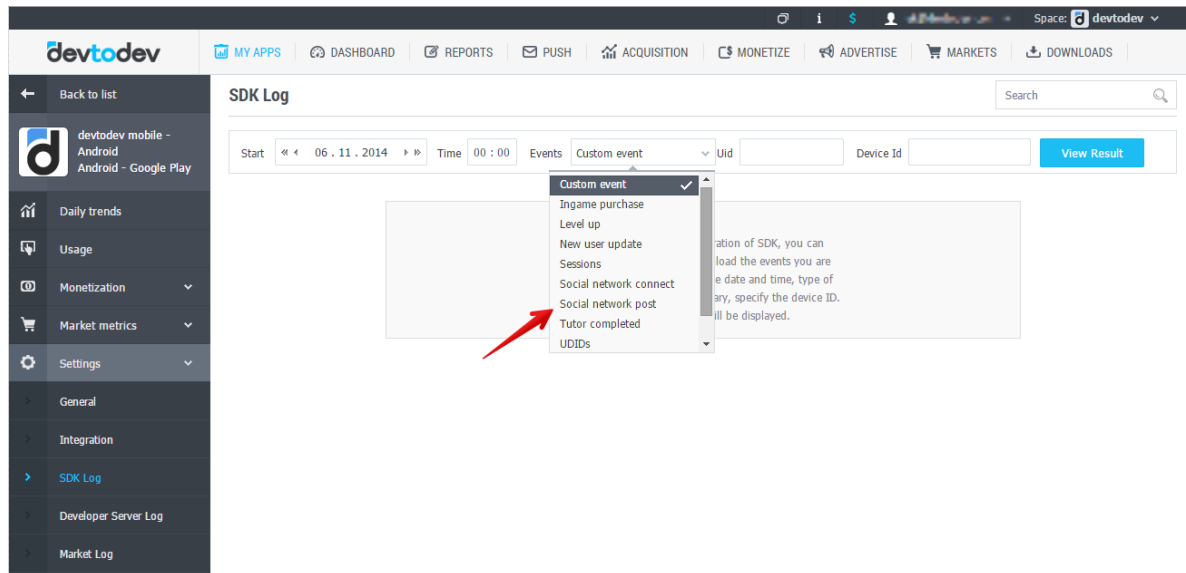 Space: d devtodev
devtodev
MY APPS DASHBOARD REPORTS PUSH ACQUISITION MONETIZE ADVERTISE MARKETS DOWNLOADS
Back to list
SDK Log
Search
devtodev mobile -
Android
Android - Google Play
Start 06 . 11 . 2014 Time 00 : 00 Events Custom event Uid Device Id View Result
Custom event
Ingame purchase
Level up
New user update
Sessions
Social network connect
Social network post
Tutor completed
UDIDs
of SDK, you can
load the events you are
date and time, type of
specify the device ID.
be displayed.
Daily trends
Usage
Monetization
Market metrics
Settings
General
Integration
SDK Log
Developer Server Log
Market Log